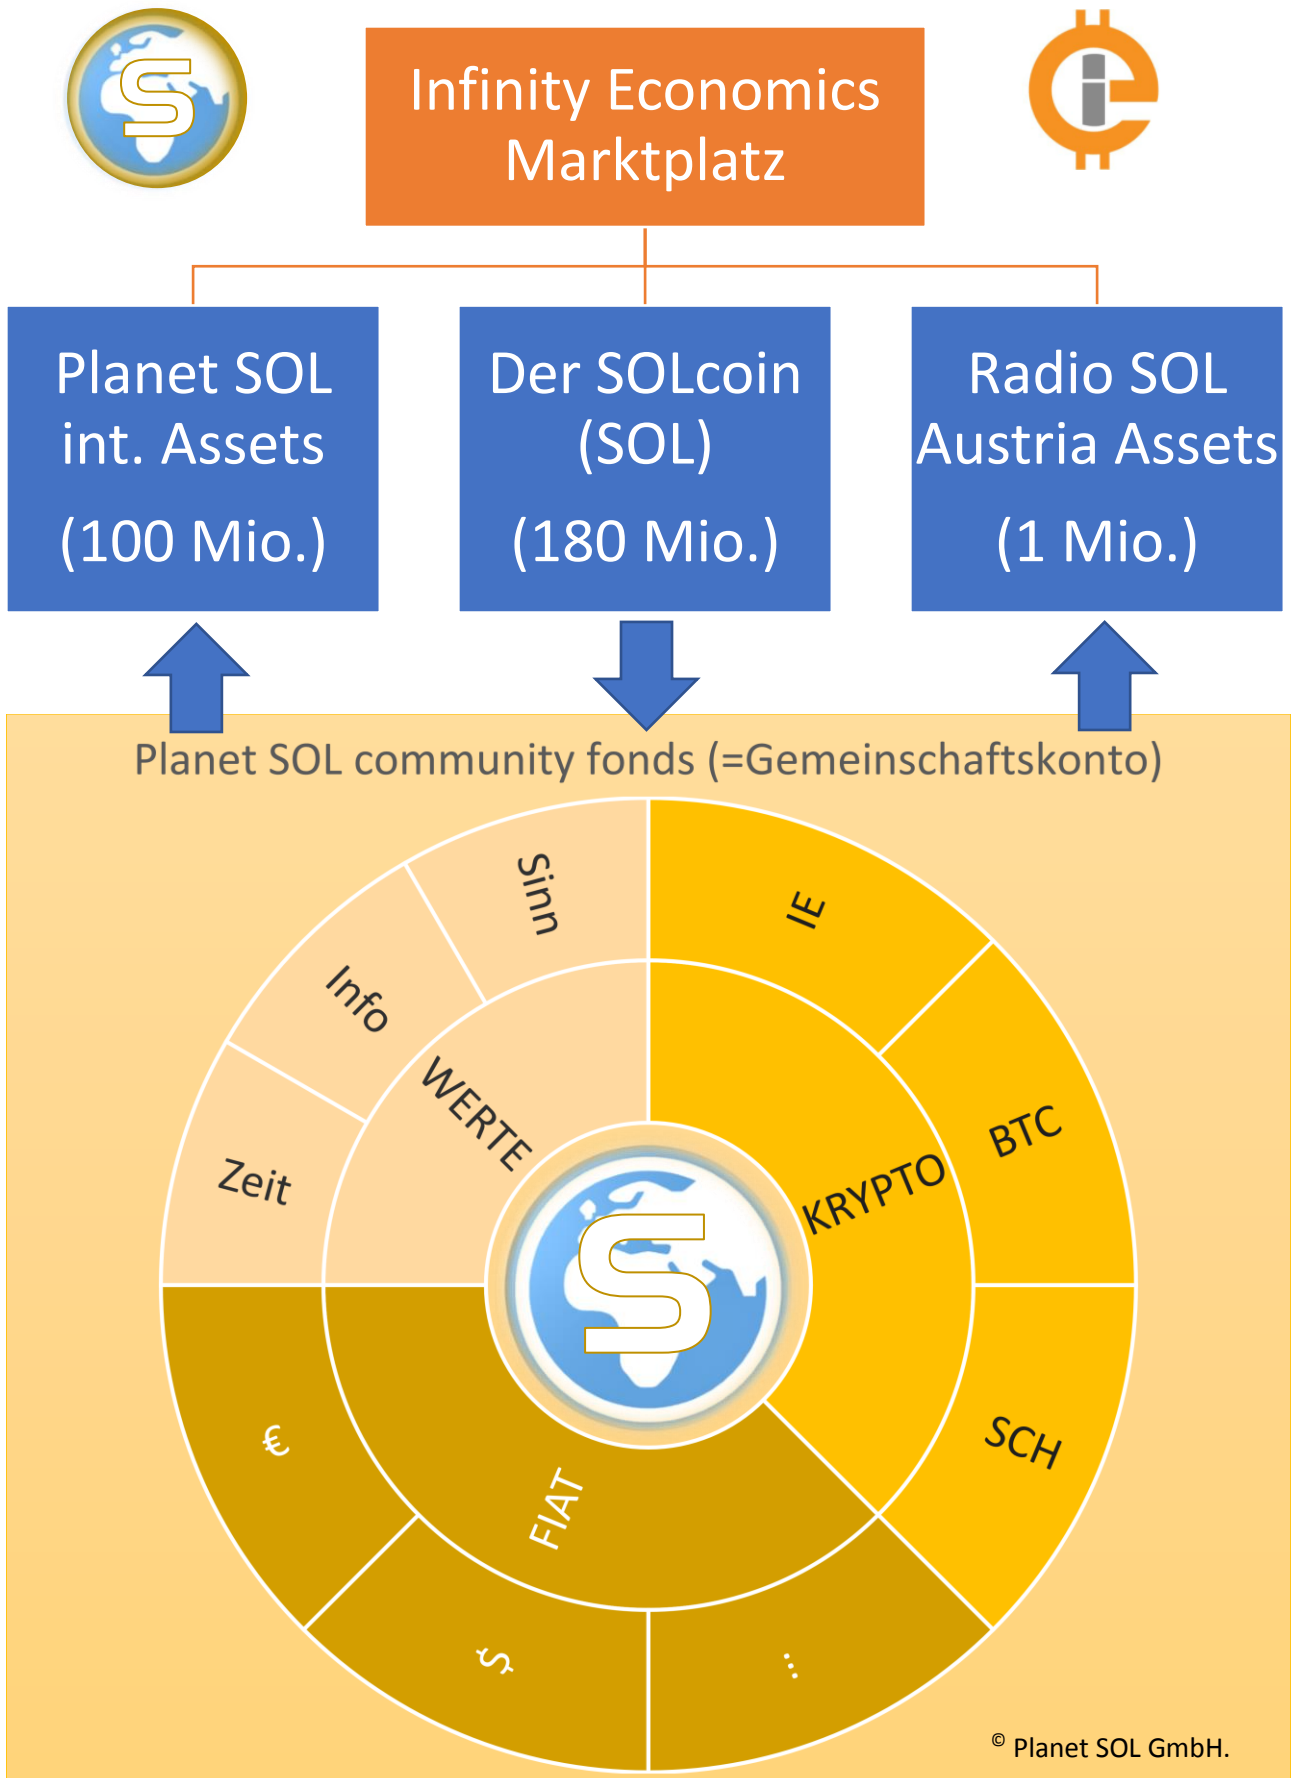 Infinity Economics
Marktplatz
Planet SOL
int. Assets
(100 Mio.)
Der SOLcoin
(SOL)
(180 Mio.)
Radio SOL
Austria Assets
(1 Mio.)
Planet SOL community fonds (=Gemeinschaftskonto)
Sinn
Info
Zeit
WERTE
IE
BTC
SCH
KRYPTO
S
FIAT
€
$
...
© Planet SOL GmbH.